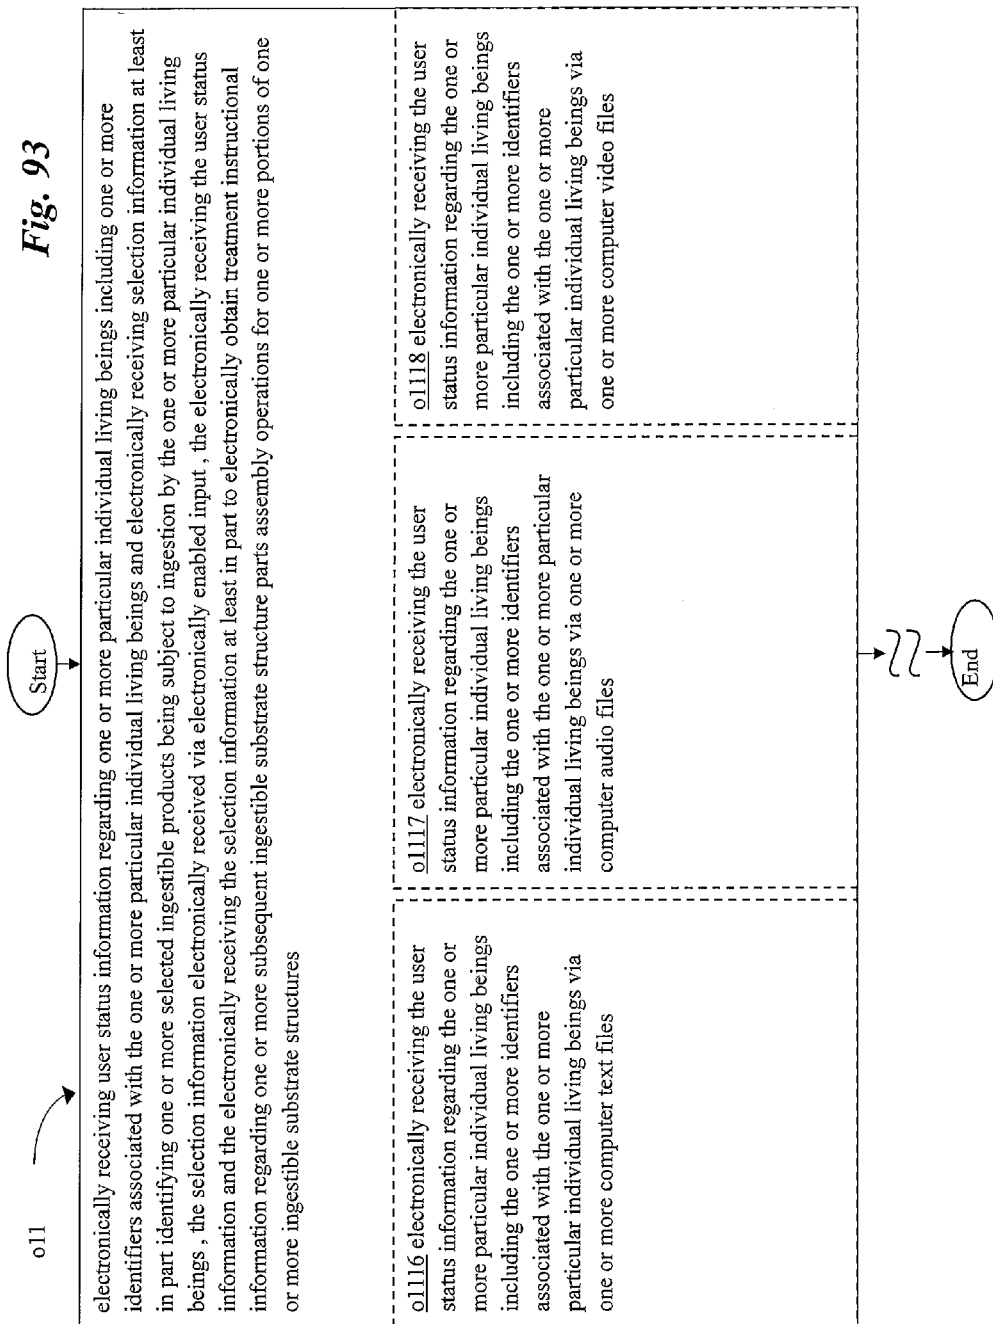 Fig. 93
o11
Start
electronically receiving user status information regarding one or more particular individual living beings including one or more
identifiers associated with the one or more particular individual living beings and electronically receiving selection information at least
in part identifying one or more selected ingestible products being subject to ingestion by the one or more particular individual living
beings , the selection information electronically received via electronically enabled input , the electronically receiving the user status
information and the electronically receiving the selection information at least in part to electronically obtain treatment instructional
information regarding one or more subsequent ingestible substrate structure parts assembly operations for one or more portions of one
or more ingestible substrate structures
o1116 electronically receiving the user
status information regarding the one or
more particular individual living beings
including the one or more identifiers
associated with the one or more
particular individual living beings via
one or more computer text files
o1117 electronically receiving the user
status information regarding the one or
more particular individual living beings
including the one or more identifiers
associated with the one or more particular
individual living beings via one or more
computer audio files
o1118 electronically receiving the user
status information regarding the one or
more particular individual living beings
including the one or more identifiers
associated with the one or more
particular individual living beings via
one or more computer video files
End